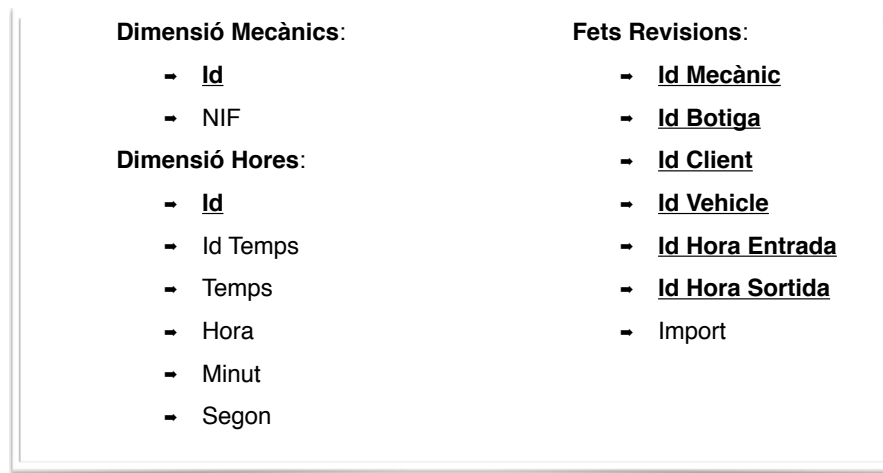 Dimensió Mecànics:
➡ Id
➡ NIF
Dimensió Hores:
➡ Id
➡ Id Temps
➡ Temps
➡ Hora
➡ Minut
➡ Segon
Fets Revisions:
➡ Id Mecànic
➡ Id Botiga
➡ Id Client
➡ Id Vehicle
➡ Id Hora Entrada
➡ Id Hora Sortida
➡ Import